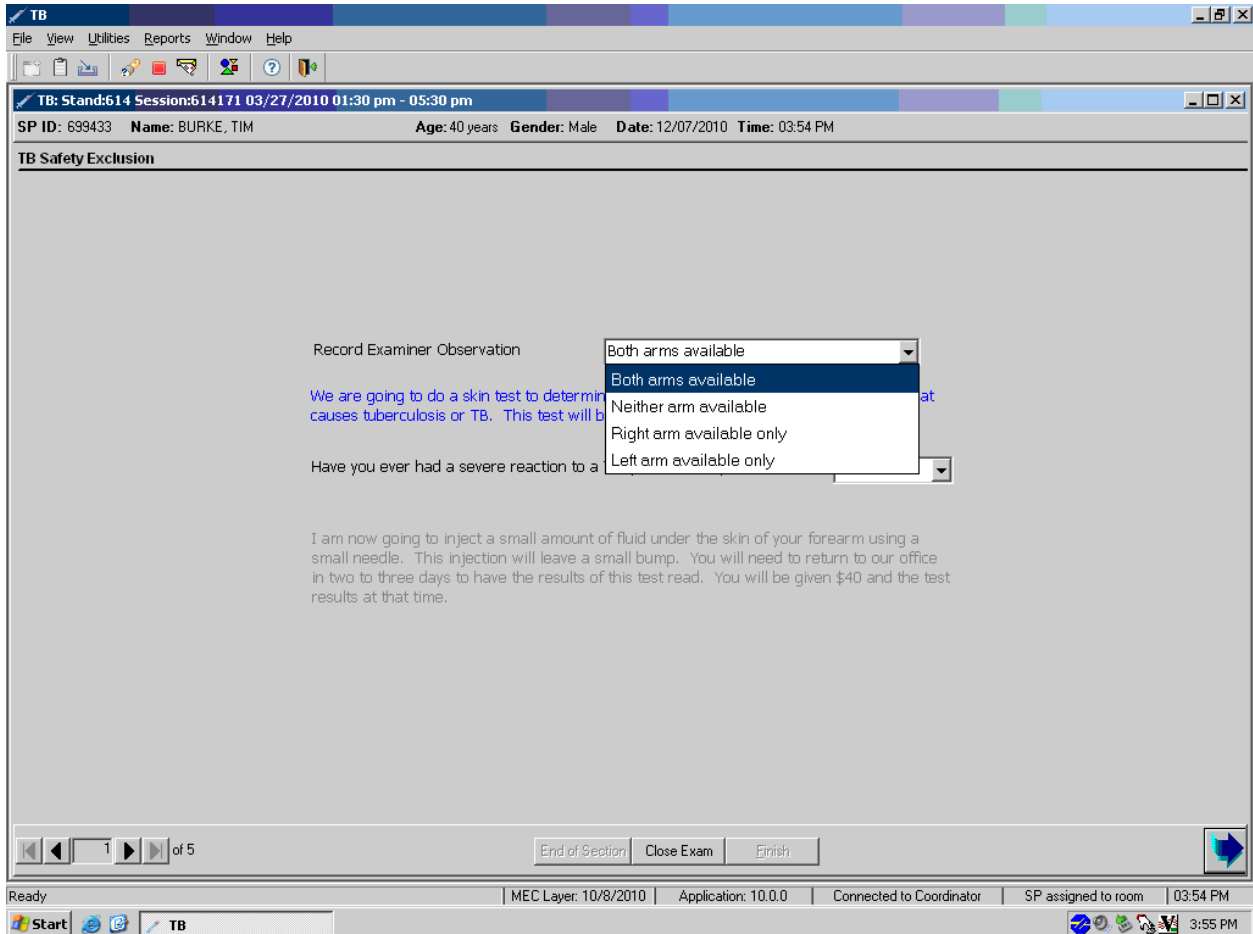 TB
File View Utilities Reports Window Help
TB: Stand:614 Session:614171 03/27/2010 01:30 pm - 05:30 pm
SP ID: 699433 Name: BURKE, TIM Age: 40 years Gender: Male Date: 12/07/2010 Time: 03:54 PM
TB Safety Exclusion
Record Examiner Observation Both arms available
Both arms available
We are going to do a skin test to determin at
Neither arm available
causes tuberculosis or TB. This test will b
Right arm available only
Left arm available only
Have you ever had a severe reaction to a
I am now going to inject a small amount of fluid under the skin of your forearm using a
small needle. This injection will leave a small bump. You will need to return to our office
in two to three days to have the results of this test read. You will be given $40 and the test
results at that time.
1 of 5 End of Section Close Exam Finish
Ready MEC Layer: 10/8/2010 Application: 10.0.0 Connected to Coordinator SP assigned to room 03:54 PM
Start TB 3:55 PM